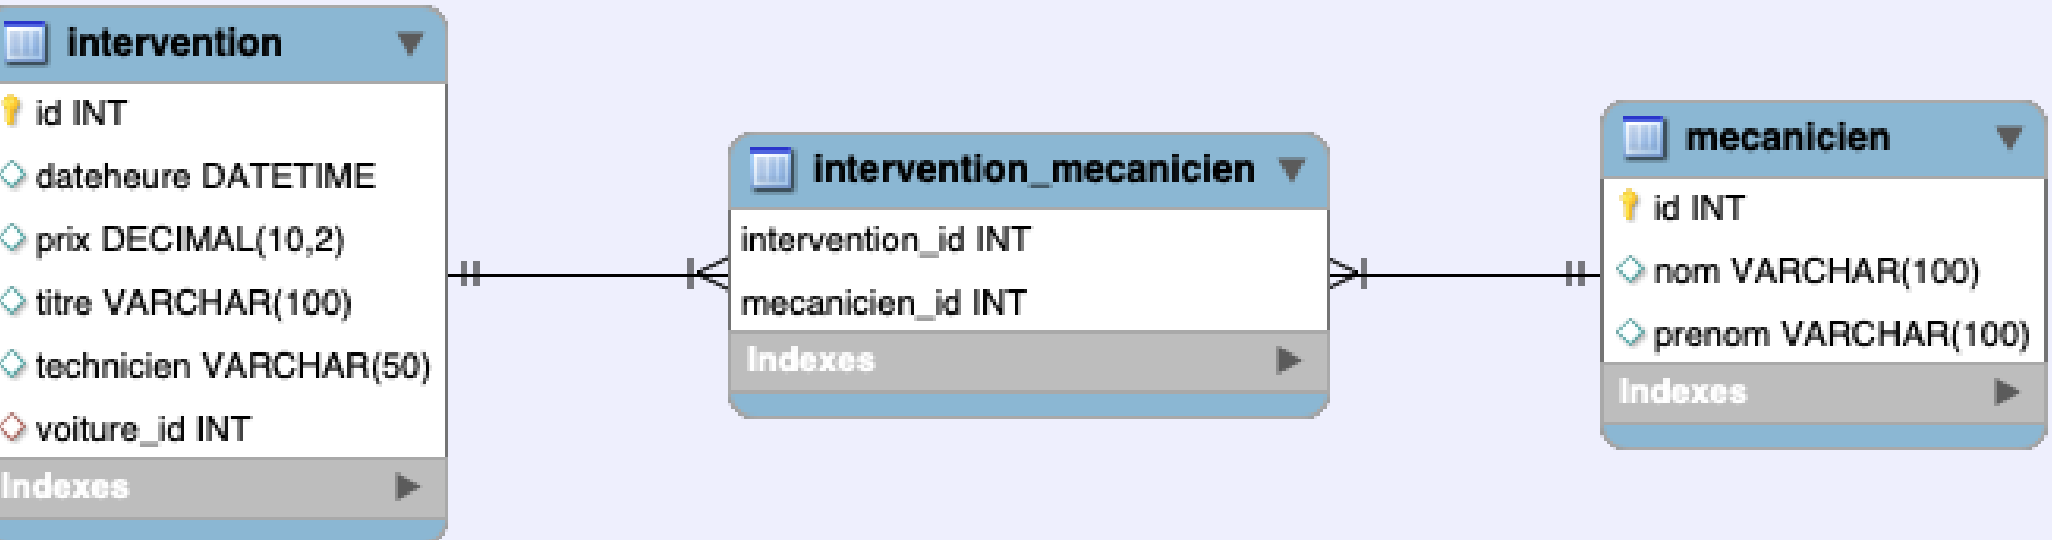 intervention
id INT
dateheure DATETIME
prix DECIMAL(10,2)
titre VARCHAR(100)
technicien VARCHAR(50)
voiture_id INT
Indexes
intervention_mecanicien
intervention_id INT
mecanicien_id INT
Indexes
mecanicien
id INT
nom VARCHAR(100)
prenom VARCHAR(100)
Indexes